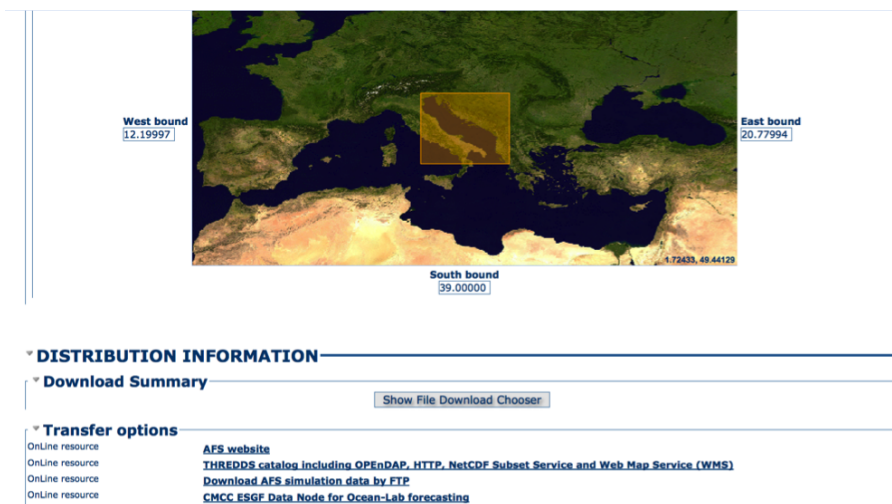 West bound
12.19997
East bound
20.77994
1.72433, 49.44129
South bound
39.00000
DISTRIBUTION INFORMATION
Download Summary
Show File Download Chooser
Transfer options
OnLine resource AFS website
OnLine resource THREDDS catalog including OPEnDAP, HTTP, NetCDF Subset Service and Web Map Service (WMS)
OnLine resource Download AFS simulation data by FTP
OnLine resource CMCC ESGF Data Node for Ocean-Lab forecasting